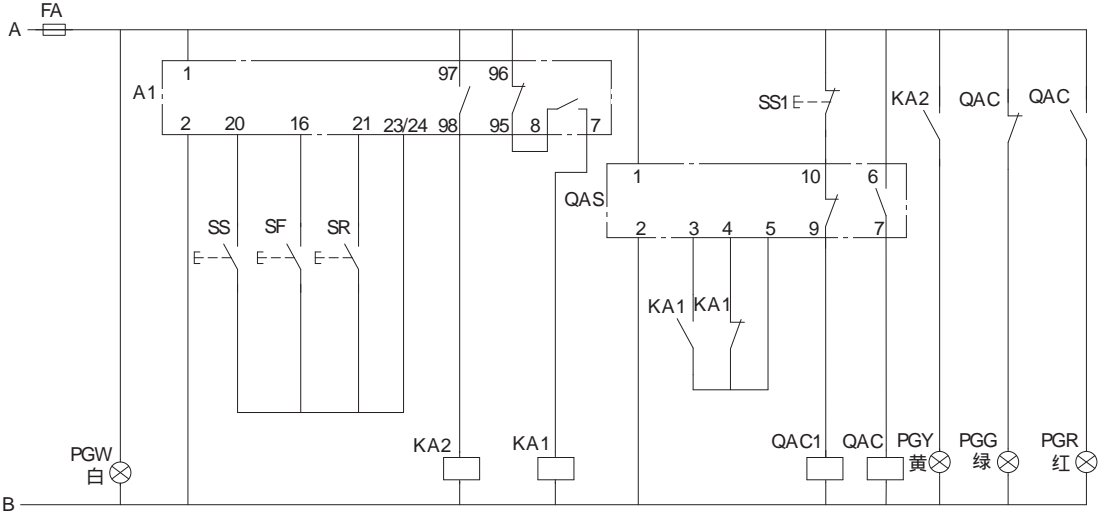 FA
A
1 97 96
A1
2 20 16 21 23/24 98 95 8 7
SS1 KA2 QAC QAC
1 10 6
QAS
2 3 4 5 9 7
SS SF SR
KA1 KA1
PGW
白
KA2 KA1 QAC1 QAC PGY PGG PGR
黄 绿 红
B